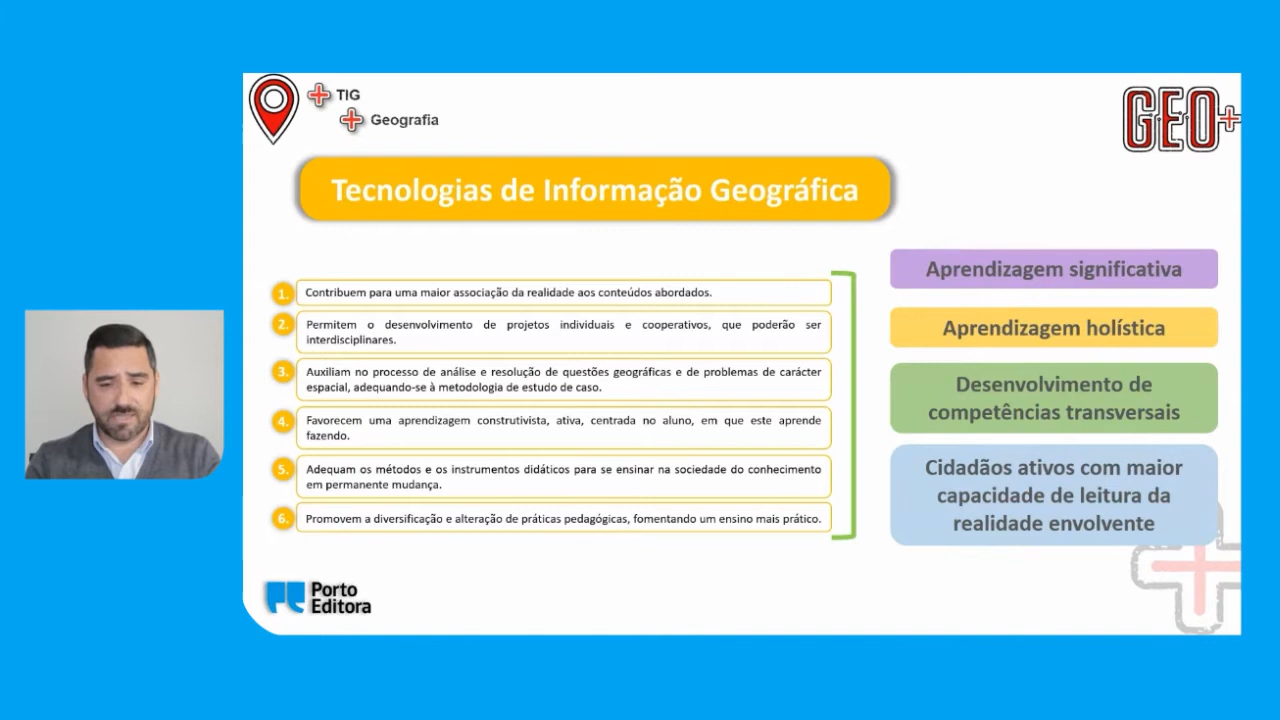 TIG
Geografia
GEO+
Tecnologias de Informação Geográfica
1. Contribuem para uma maior associação da realidade aos conteúdos abordados.
2. Permitem o desenvolvimento de projetos individuais e cooperativos, que poderão ser
interdisciplinares.
3. Auxiliam no processo de análise e resolução de questões geográficas e de problemas de carácter
espacial, adequando-se à metodologia de estudo de caso.
4. Favorecem uma aprendizagem construtivista, ativa, centrada no aluno, em que este aprende
fazendo.
5. Adequam os métodos e os instrumentos didáticos para se ensinar na sociedade do conhecimento
em permanente mudança.
6. Promovem a diversificação e alteração de práticas pedagógicas, fomentando um ensino mais prático.
Aprendizagem significativa
Aprendizagem holística
Desenvolvimento de
competências transversais
Cidadãos ativos com maior
capacidade de leitura da
realidade envolvente
Porto
Editora